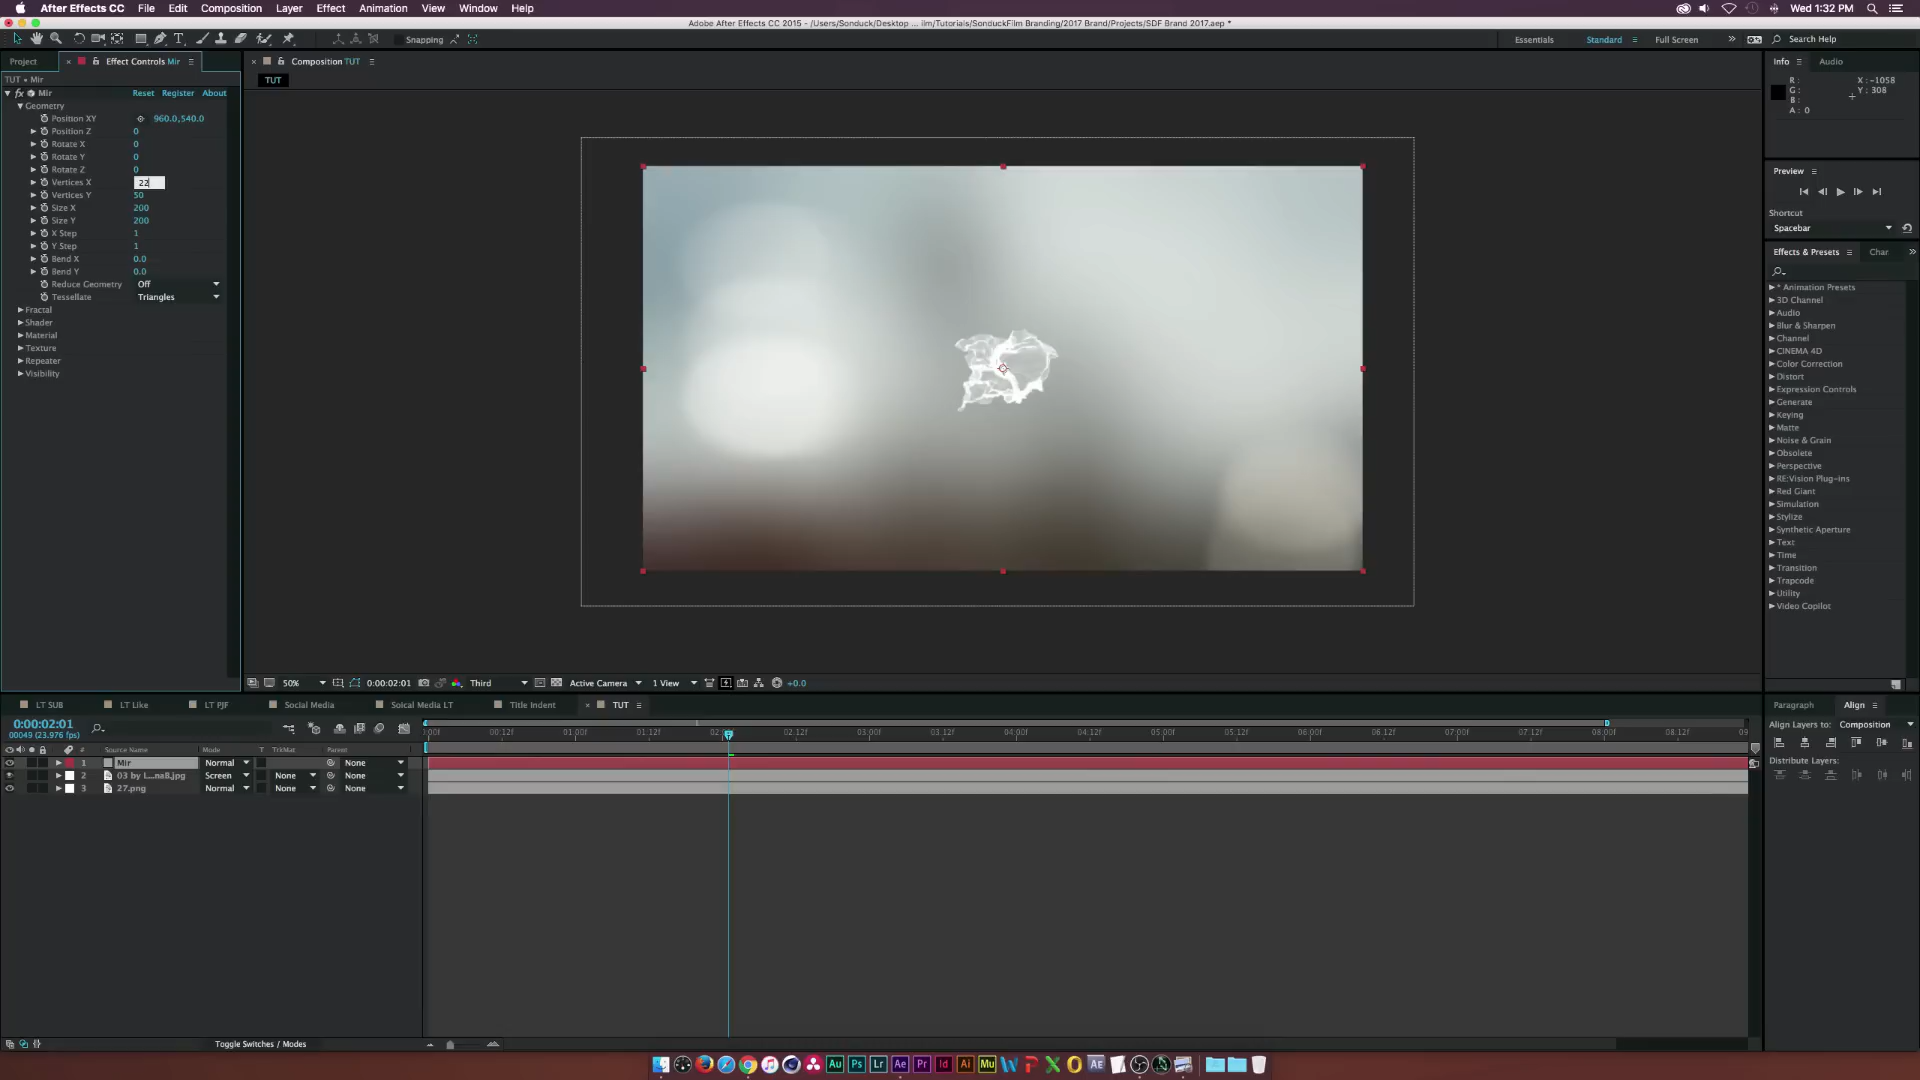 After Effects CC File Edit Composition Layer Effect Animation View Window Help Wed 1:32 PM
Adobe After Effects CC 2015 - /Users/Sonduck/Desktop ... ilm/Tutorials/SonduckFilm Branding/2017 Brand/Projects/SDF Brand 2017.aep *
Snapping Essentials Standard Full Screen Search Help
Project Effect Controls Mir Composition TUT Info Audio
TUT • Mir TUT
fx Mir Reset Register About
Geometry
Position XY 960.0,540.0
Position Z 0
Rotate X 0
Rotate Y 0
Rotate Z 0
Vertices X 22
Vertices Y 50
Size X 200
Size Y 200
X Step 1
Y Step 1
Bend X 0.0
Bend Y 0.0
Reduce Geometry Off
Tessellate Triangles
Fractal
Shader
Material
Texture
Repeater
Visibility
R : X : -1058
G : Y : 308
B :
A : 0
Preview
Shortcut
Spacebar
Effects & Presets Char
* Animation Presets
3D Channel
Audio
Blur & Sharpen
Channel
CINEMA 4D
Color Correction
Distort
Expression Controls
Generate
Keying
Matte
Noise & Grain
Obsolete
Perspective
RE:Vision Plug-ins
Red Giant
Simulation
Stylize
Synthetic Aperture
Text
Time
Transition
Trapcode
Utility
Video Copilot
50% 0:00:02:01 Third Active Camera 1 View +0.0
LT SUB LT Like LT PJF Social Media Soical Media LT Title Indent TUT
Paragraph Align
0:00:02:01
00049 (23.976 fps)
:00f 00:12f 01:00f 01:12f 02:12f 03:00f 03:12f 04:00f 04:12f 05:00f 05:12f 06:00f 06:12f 07:00f 07:12f 08:00f 08:12f 09
Align Layers to: Composition
Distribute Layers:
# Source Name Mode T TrkMat Parent
1 Mir Normal None
2 03 by I...na8.jpg Screen None None
3 27.png Normal None None
Toggle Switches / Modes
Au Ps Lr Ae Pr Id Ai Mu W P X O AE